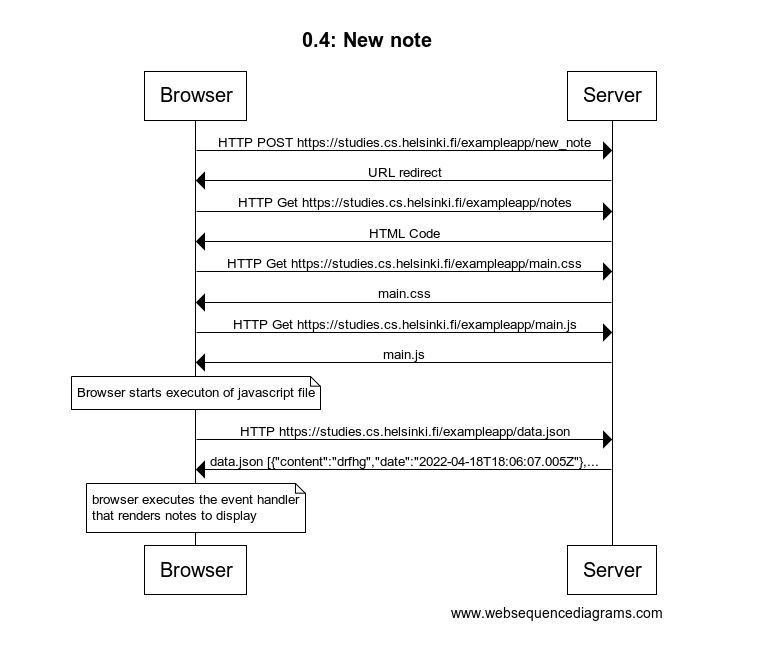 0.4: New note
Browser
Server
HTTP POST https://studies.cs.helsinki.fi/exampleapp/new_note
URL redirect
HTTP Get https://studies.cs.helsinki.fi/exampleapp/notes
HTML Code
HTTP Get https://studies.cs.helsinki.fi/exampleapp/main.css
main.css
HTTP Get https://studies.cs.helsinki.fi/exampleapp/main.js
main.js
Browser starts executon of javascript file
HTTP https://studies.cs.helsinki.fi/exampleapp/data.json
data.json [{"content":"drfhg","date":"2022-04-18T18:06:07.005Z"},...
browser executes the event handler
that renders notes to display
Browser
Server
www.websequencediagrams.com